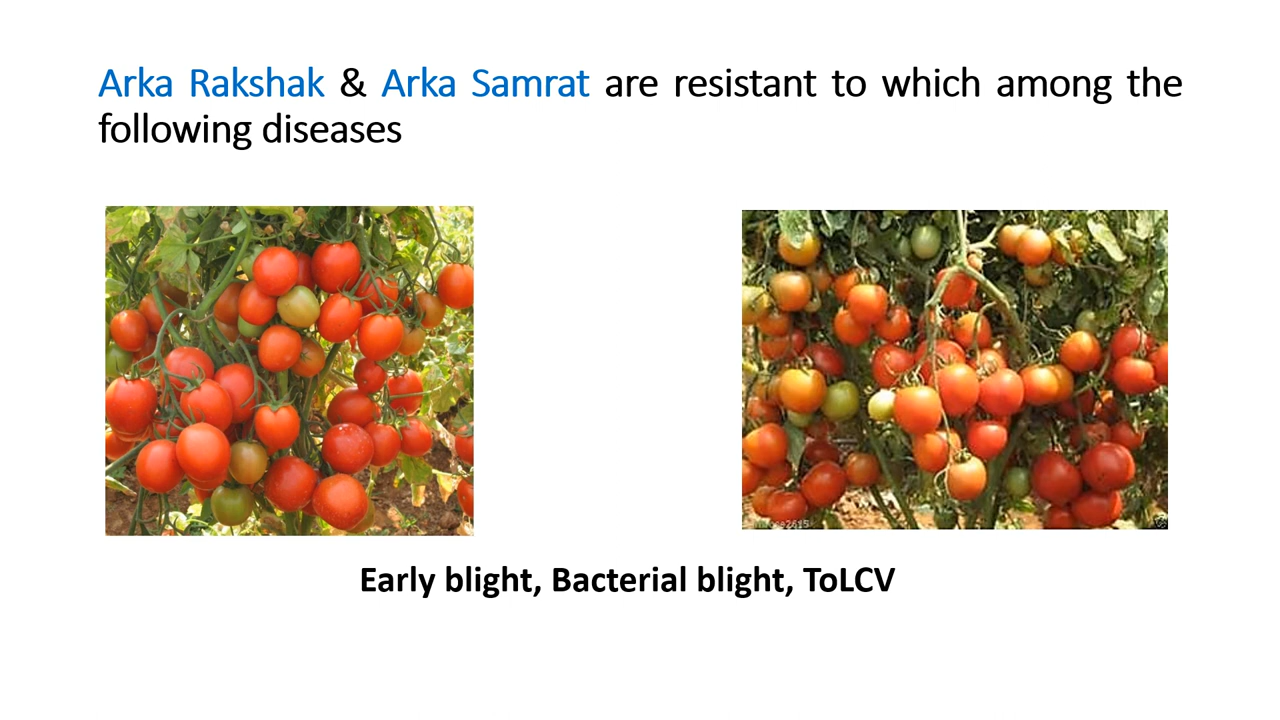 Arka Rakshak & Arka Samrat are resistant to which among the
following diseases
Early blight, Bacterial blight, ToLCV